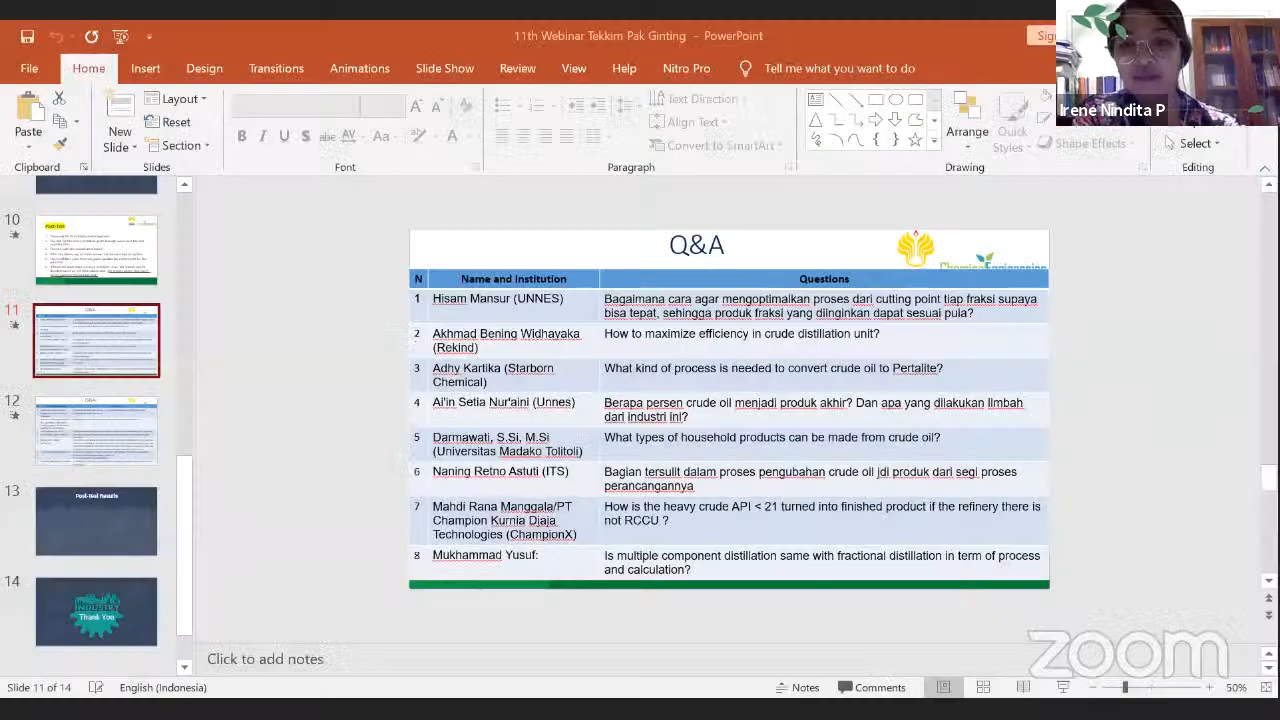 11th Webinar Tekkim Pak Ginting - PowerPoint
File Home Insert Design Transitions Animations Slide Show Review View Help Nitro Pro Tell me what you want to do
Irene Nindita P
Paste
New
Slide
Layout
Reset
Section
B I U S abc AV Aa A
Text Direction
Align Text
Convert to SmartArt
Arrange
Quick
Styles
Shape Effects
Select
Clipboard Slides Font Paragraph Drawing Editing
10
Post-Test
11
Q&A
12
Q&A
13
Post-test Results
14
INDUSTRY
Thank You
Q&A
Chemical Engineering
N Name and Institution Questions
1 Hisam Mansur (UNNES) Bagaimana cara agar mengoptimalkan proses dari cutting point tiap fraksi supaya
bisa tepat, sehingga product oil yang diinginkan dapat sesuai pula?
2 Akhmad Bening Widhayaka How to maximize efficiency of crude distillation unit?
(Rekind)
3 Adhy Kartika (Starborn What kind of process is needed to convert crude oil to Pertalite?
Chemical)
4 Ai'in Satia Nur'aini (Unnes) Berapa persen crude oil menjadi produk akhir? Dan apa yang dilakukan limbah
dari industri ini?
5 What types of household from crude oil
(Universitas Madako Tolitoli)
6 Naning Retno Astuti (ITS) Bagian tersulit dalam proses pengubahan crude oil jdi produk dari segi proses
perancangannya
7 Mahdi Rana Manggala/PT How is the heavy crude API < 21 turned into finished product if the refinery there is
Champion Kurnia Djaja not RCCU ?
Technologies (ChampionX)
8 Mukhammad Yusuf: Is multiple component distillation same with fractional distillation in term of process
and calculation?
Click to add notes
zoom
Slide 11 of 14 English (Indonesia) Notes Comments 50%